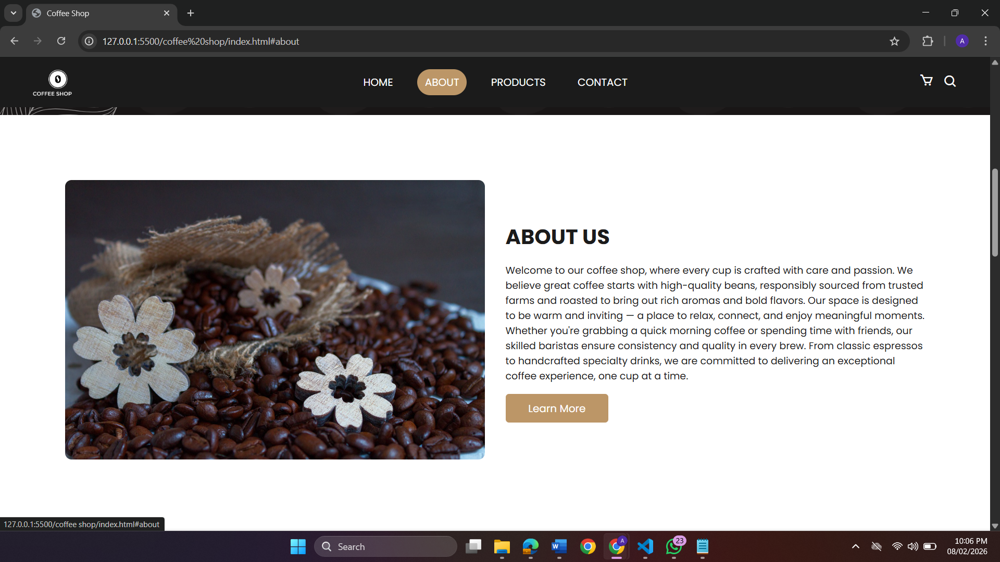 Coffee Shop
127.0.0.1:5500/coffee%20shop/index.html#about
A
COFFEE SHOP
HOME
ABOUT
PRODUCTS
CONTACT
ABOUT US
Welcome to our coffee shop, where every cup is crafted with care and passion. We
believe great coffee starts with high-quality beans, responsibly sourced from trusted
farms and roasted to bring out rich aromas and bold flavors. Our space is designed
to be warm and inviting — a place to relax, connect, and enjoy meaningful moments.
Whether you're grabbing a quick morning coffee or spending time with friends, our
skilled baristas ensure consistency and quality in every brew. From classic espressos
to handcrafted specialty drinks, we are committed to delivering an exceptional
coffee experience, one cup at a time.
Learn More
127.0.0.1:5500/coffee shop/index.html#about
Search
W
A
23
10:06 PM
08/02/2026